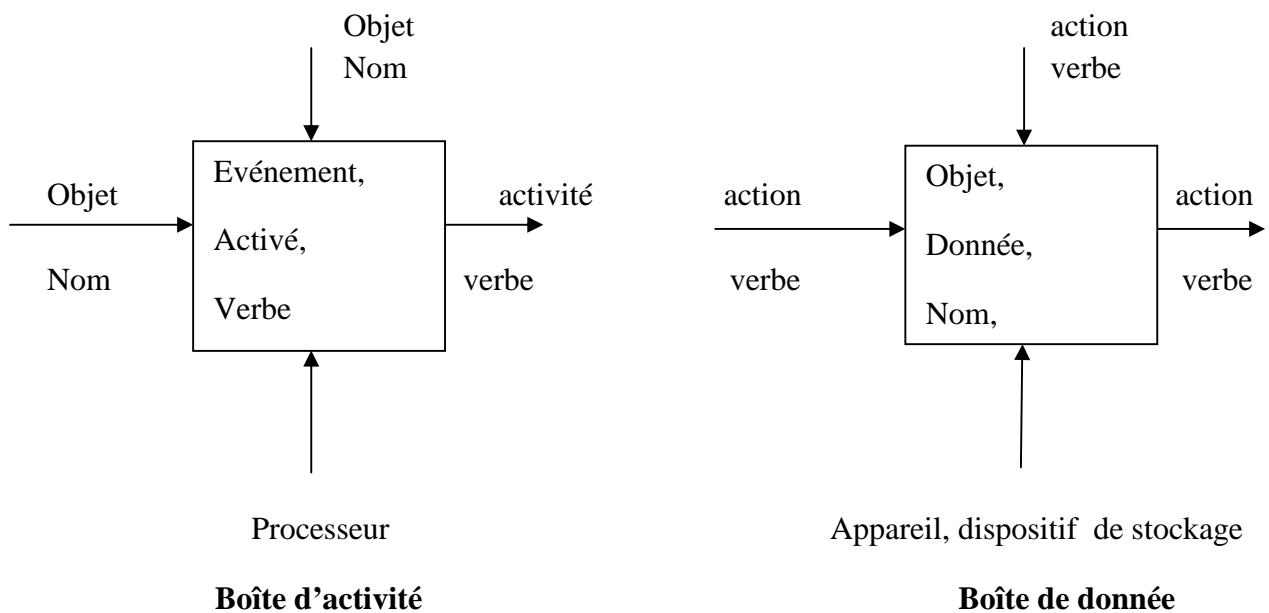 Objet
Nom
Evénement,
Objet
activité
Activé,
Nom
verbe
Verbe
Processeur
Boîte d’activité
action
verbe
Objet,
action
action
Donnée,
verbe
verbe
Nom,
Appareil, dispositif de stockage
Boîte de donnée